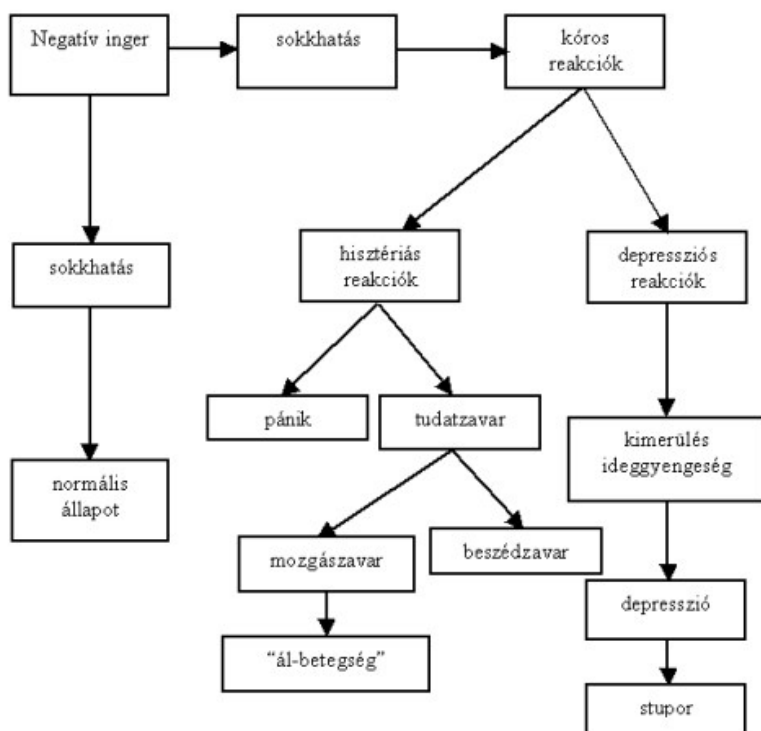 Negatív inger
sokkhatás
kóros
reakciók
sokkhatás
hisztériás
reakciók
depressziós
reakciók
pánik
tudatzavar
kimerülés
ideggyengeség
normális
állapot
mozgászavar
beszédzavar
depresszió
“ál-betegség”
stupor